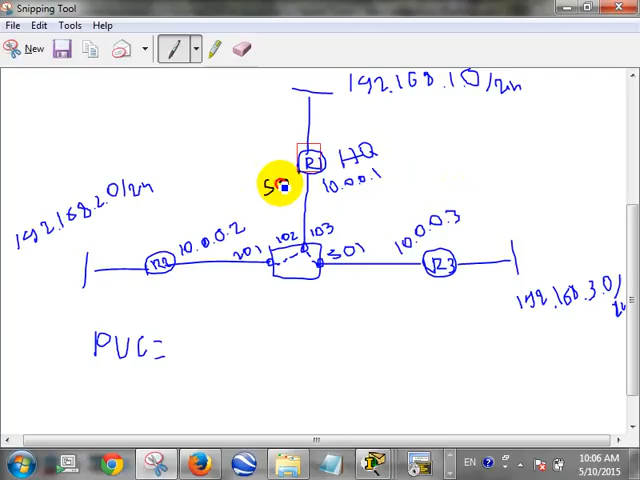 Snipping Tool
File Edit Tools Help
New
192.168.1.0/24
R1 HQ
10.0.0.1
192.168.2.0/24
10.0.0.2
10.0.0.3
201 102 103 301
R2
R3
192.168.3.0/24
PVC=
EN
10:06 AM
5/10/2015